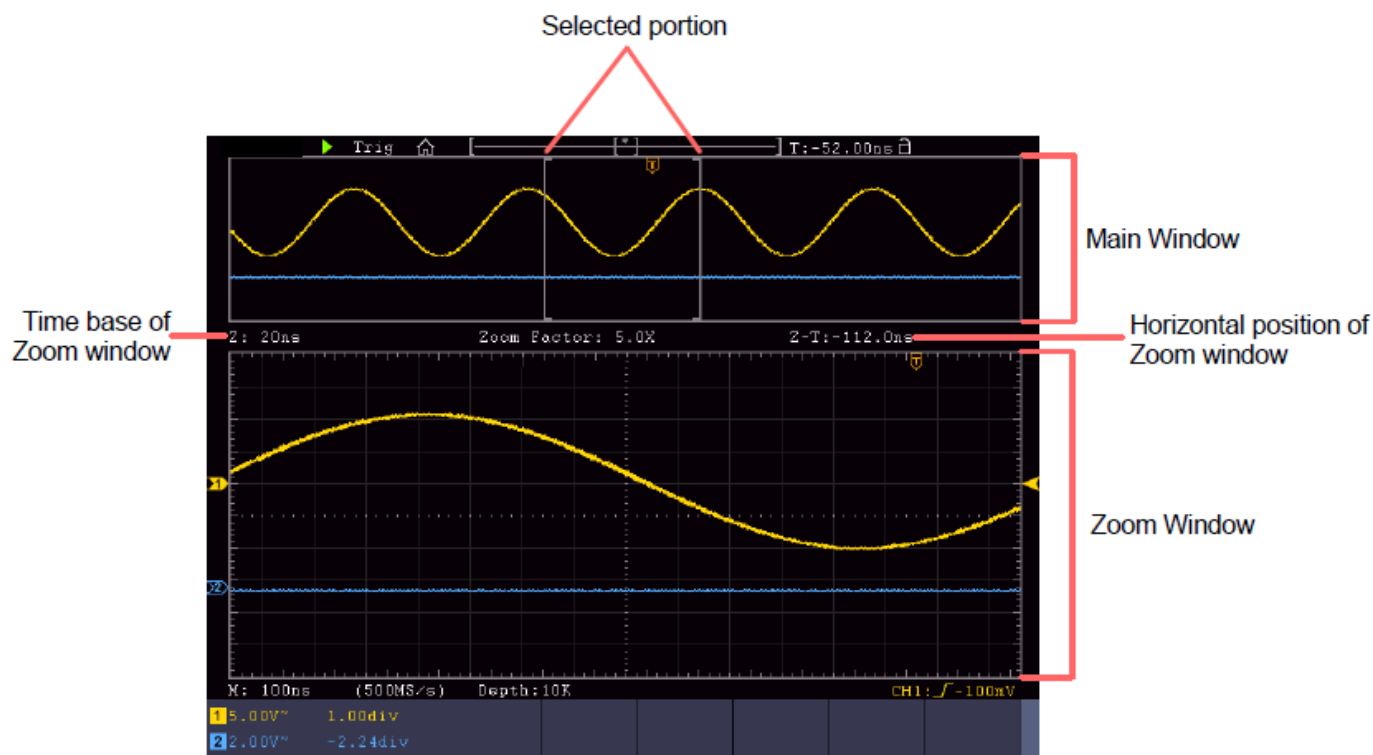 Selected portion
Trig T:-52.00ns
T
Main Window
Time base of
Zoom window
Z: 20ns Zoom Factor: 5.0X Z-T:-112.0ns
Horizontal position of
Zoom window
T
1
Zoom Window
2
M: 100ns (500MS/s) Depth:10K CH1: -100mV
1 5.00V~ 1.00div
2 2.00V~ -2.24div